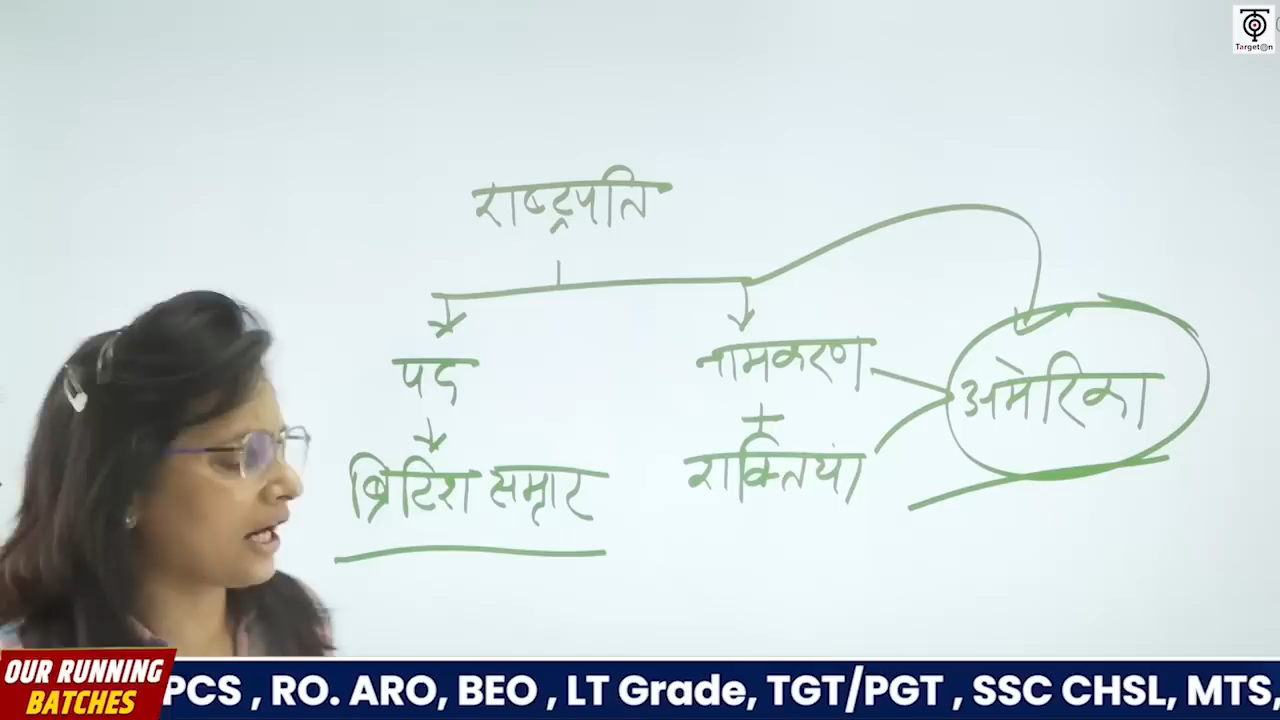 Target@n
राष्ट्रपति
पद
नामकरण
+
शक्तियां
अमेरिका
ब्रिटिश सम्राट
OUR RUNNING
BATCHES
PCS , RO. ARO, BEO , LT Grade, TGT/PGT , SSC CHSL, MTS,